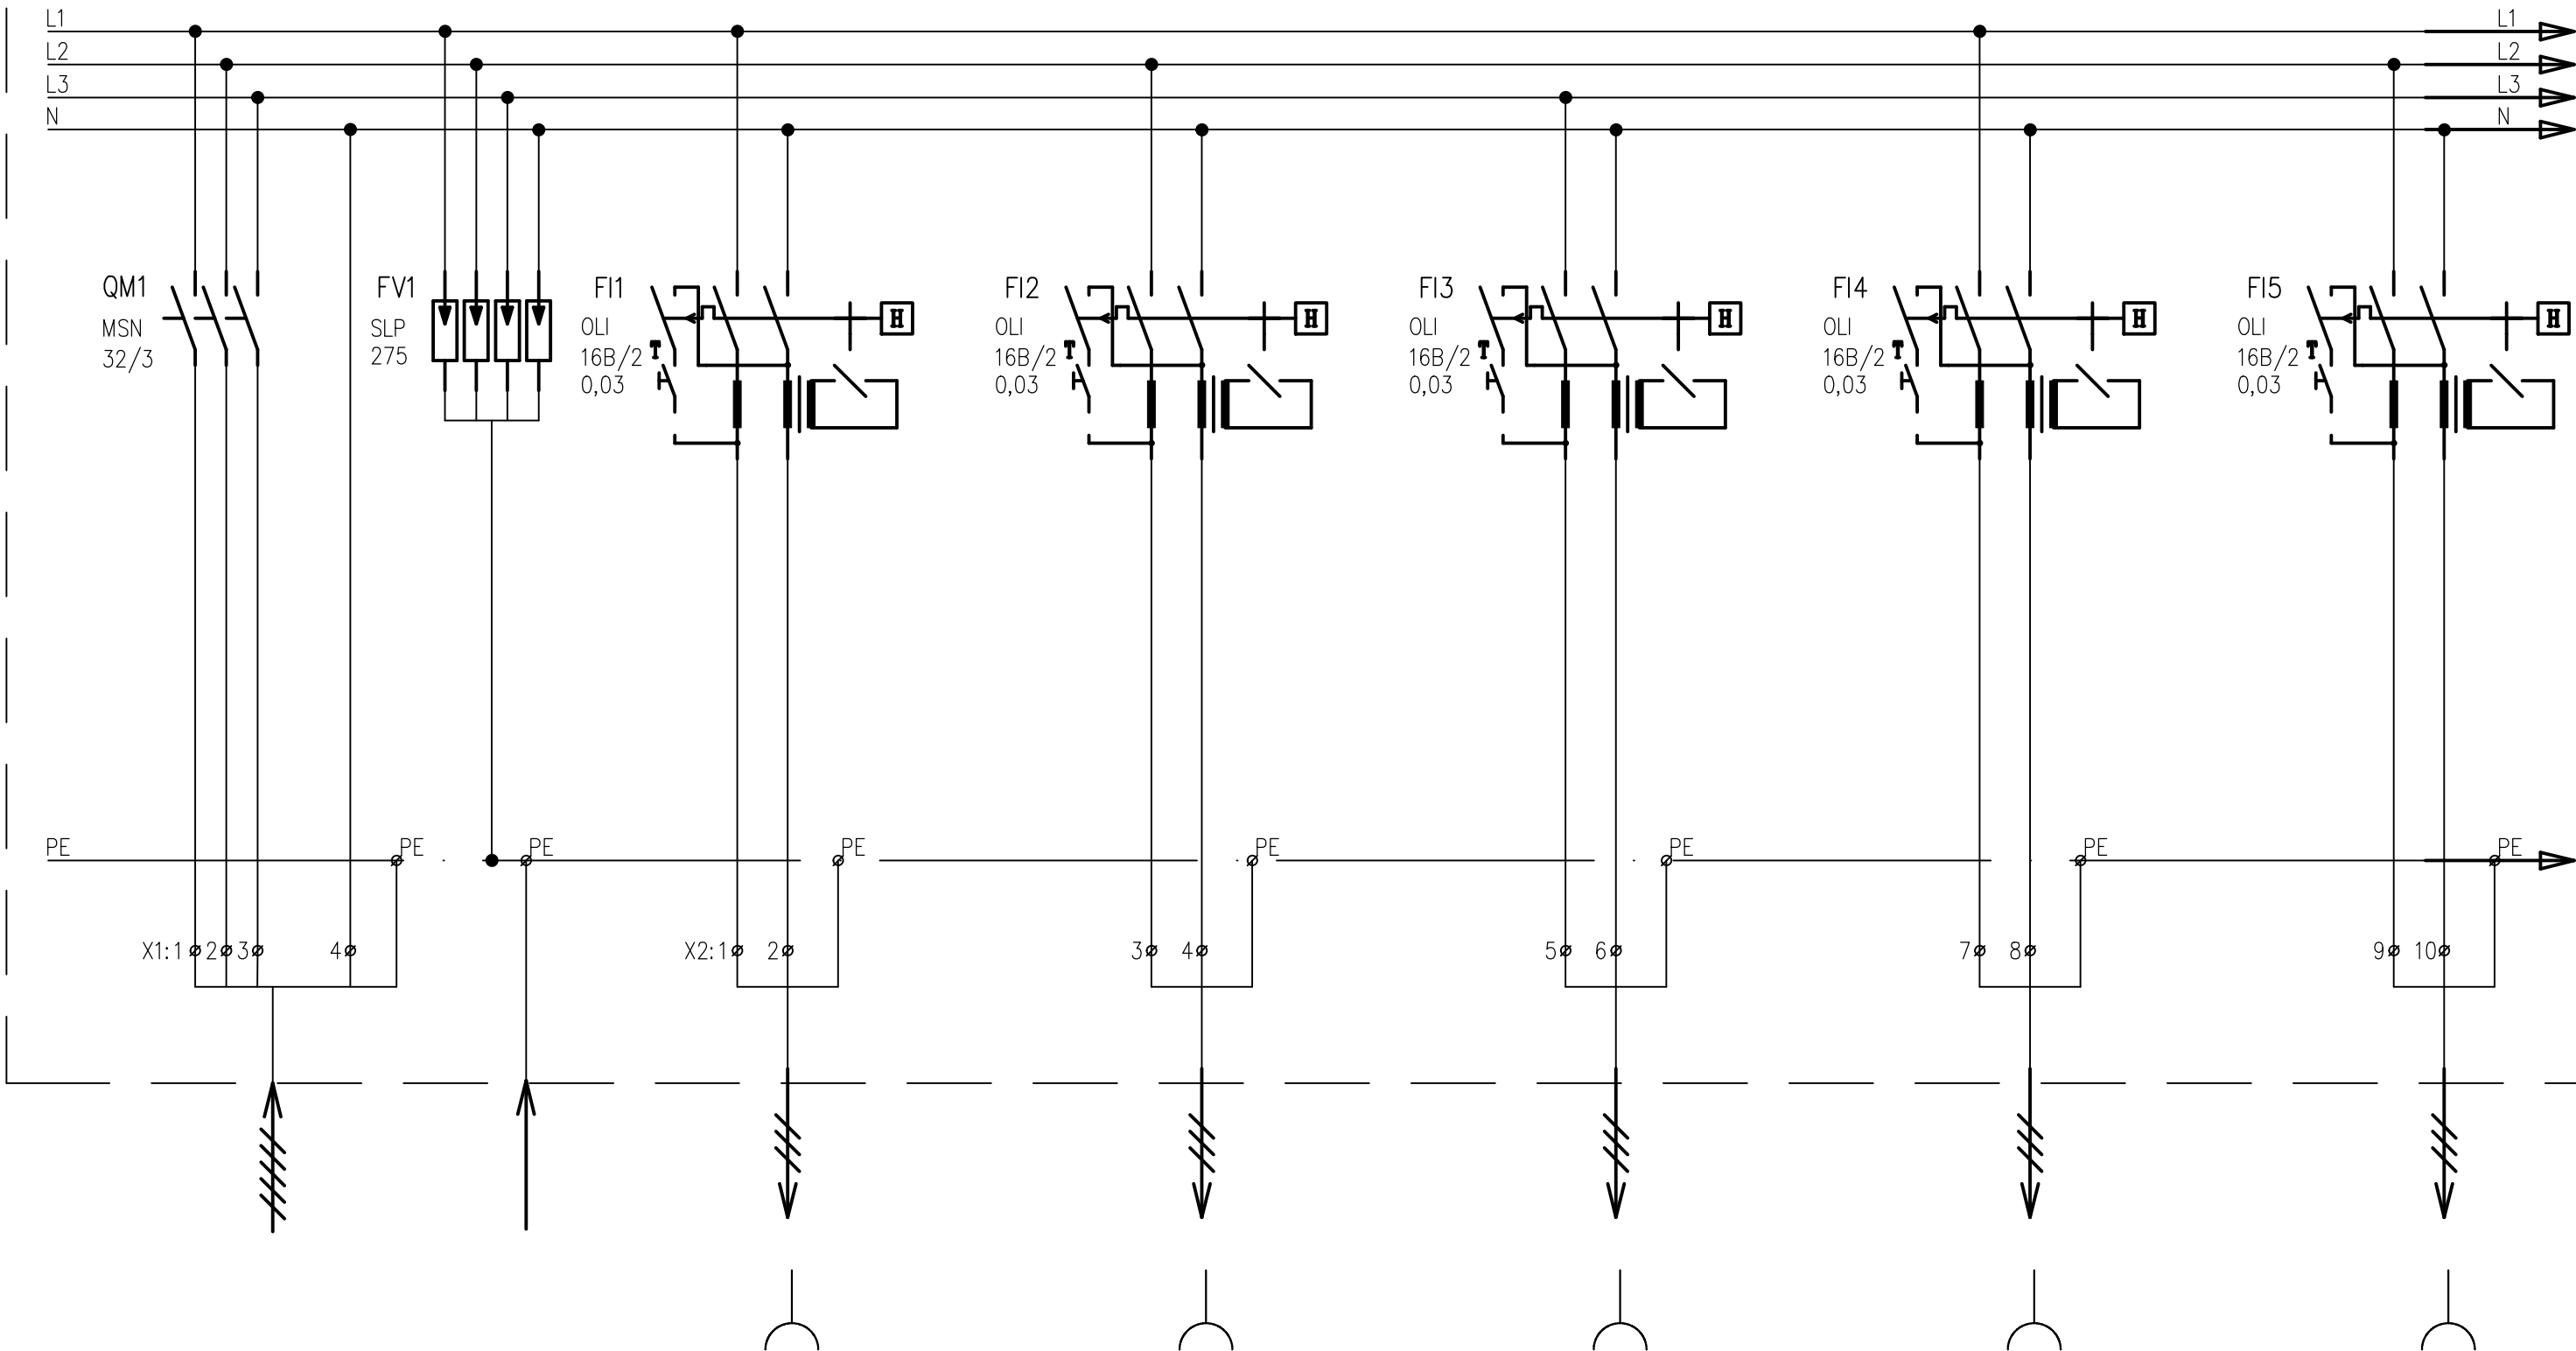 L1 L1
L2 L2
L3 L3
N N
QM1
MSN
32/3
FV1
SLP
275
FI1
OLI
16B/2
0,03
T
H
FI2
OLI
16B/2
0,03
T
H
FI3
OLI
16B/2
0,03
T
H
FI4
OLI
16B/2
0,03
T
H
FI5
OLI
16B/2
0,03
T
H
PE PE PE PE PE PE PE PE
X1:1 2 3 4 X2:1 2 3 4 5 6 7 8 9 10